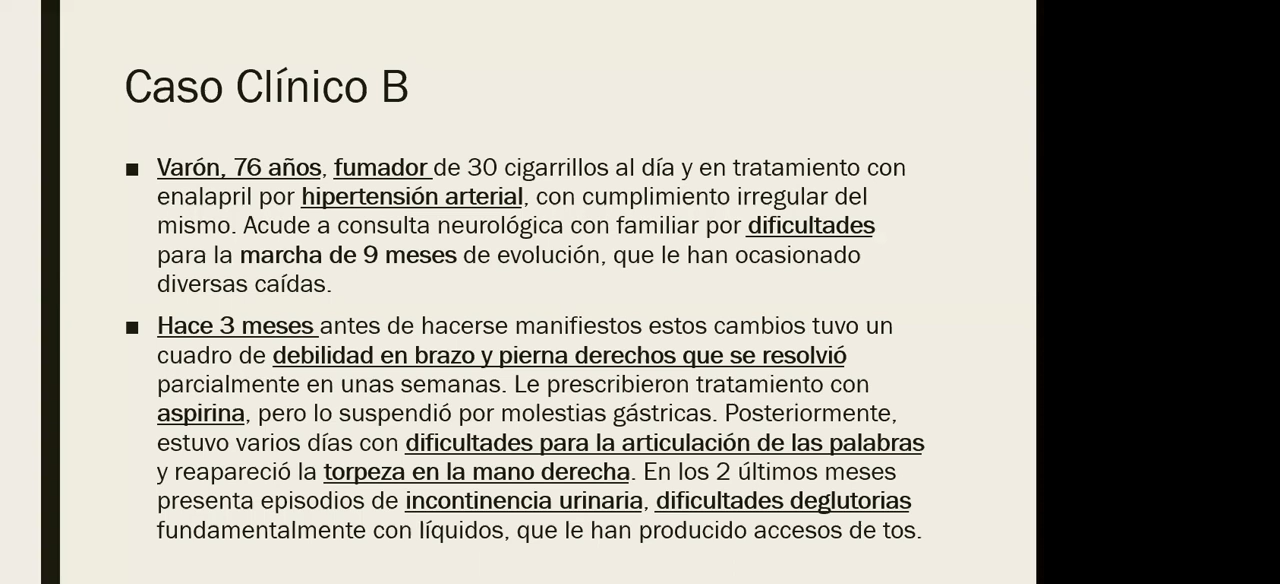 Caso Clínico B
■ Varón, 76 años, fumador de 30 cigarrillos al día y en tratamiento con
enalapril por hipertensión arterial, con cumplimiento irregular del
mismo. Acude a consulta neurológica con familiar por dificultades
para la marcha de 9 meses de evolución, que le han ocasionado
diversas caídas.
■ Hace 3 meses antes de hacerse manifiestos estos cambios tuvo un
cuadro de debilidad en brazo y pierna derechos que se resolvió
parcialmente en unas semanas. Le prescribieron tratamiento con
aspirina, pero lo suspendió por molestias gástricas. Posteriormente,
estuvo varios días con dificultades para la articulación de las palabras
y reapareció la torpeza en la mano derecha. En los 2 últimos meses
presenta episodios de incontinencia urinaria, dificultades deglutorias
fundamentalmente con líquidos, que le han producido accesos de tos.